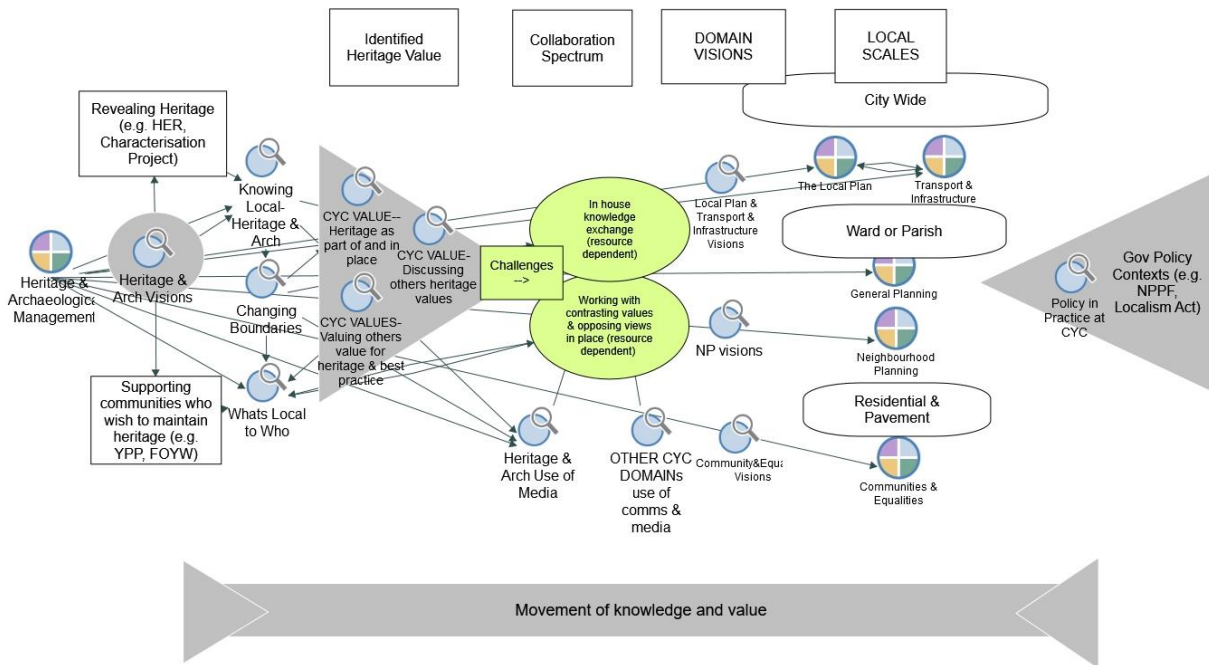 Identified
Heritage Value
Collaboration
Spectrum
DOMAIN
VISIONS
LOCAL
SCALES
City Wide
Revealing Heritage
(e.g. HER,
Characterisation
Project)
Knowing
Local-
Heritage &
Arch
CYC VALUE--
Heritage as
part of and in
place
CYC VALUE-
Discussing
others heritage
values
In house
knowledge
exchange
(resource
dependent)
Local Plan &
Transport &
Infrastructure
Visions
The Local Plan
Transport &
Infrastructure
Ward or Parish
Heritage &
Archaeologica
Management
Heritage &
Arch Visions
Changing
Boundaries
CYC VALUES-
Valuing others
value for
heritage & best
practice
Challenges
-->
Working with
contrasting values
& opposing views
in place (resource
dependent)
General Planning
NP visions
Neighbourhood
Planning
Policy in
Practice at
CYC
Gov Policy
Contexts (e.g.
NPPF,
Localism Act)
Supporting
communities who
wish to maintain
heritage (e.g.
YPP, FOYW)
Whats Local
to Who
Residential &
Pavement
Heritage &
Arch Use of
Media
OTHER CYC
DOMAINs
use of
comms &
media
Community&Equa
Visions
Communities &
Equalities
Movement of knowledge and value